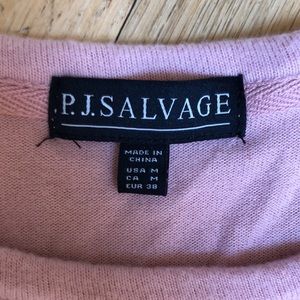 P.J.SALVAGE
MADE IN
CHINA
USA M
CA M
EUR 38